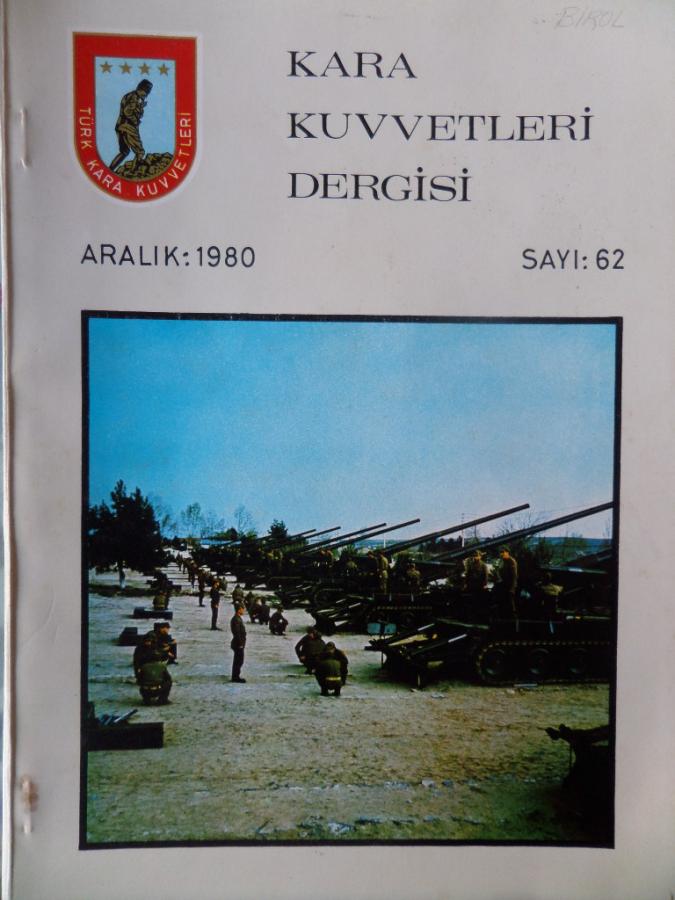 BİROL
KARA
KUVVETLERİ
DERGİSİ
TÜRK KARA KUVVETLERİ
ARALIK: 1980
SAYI: 62